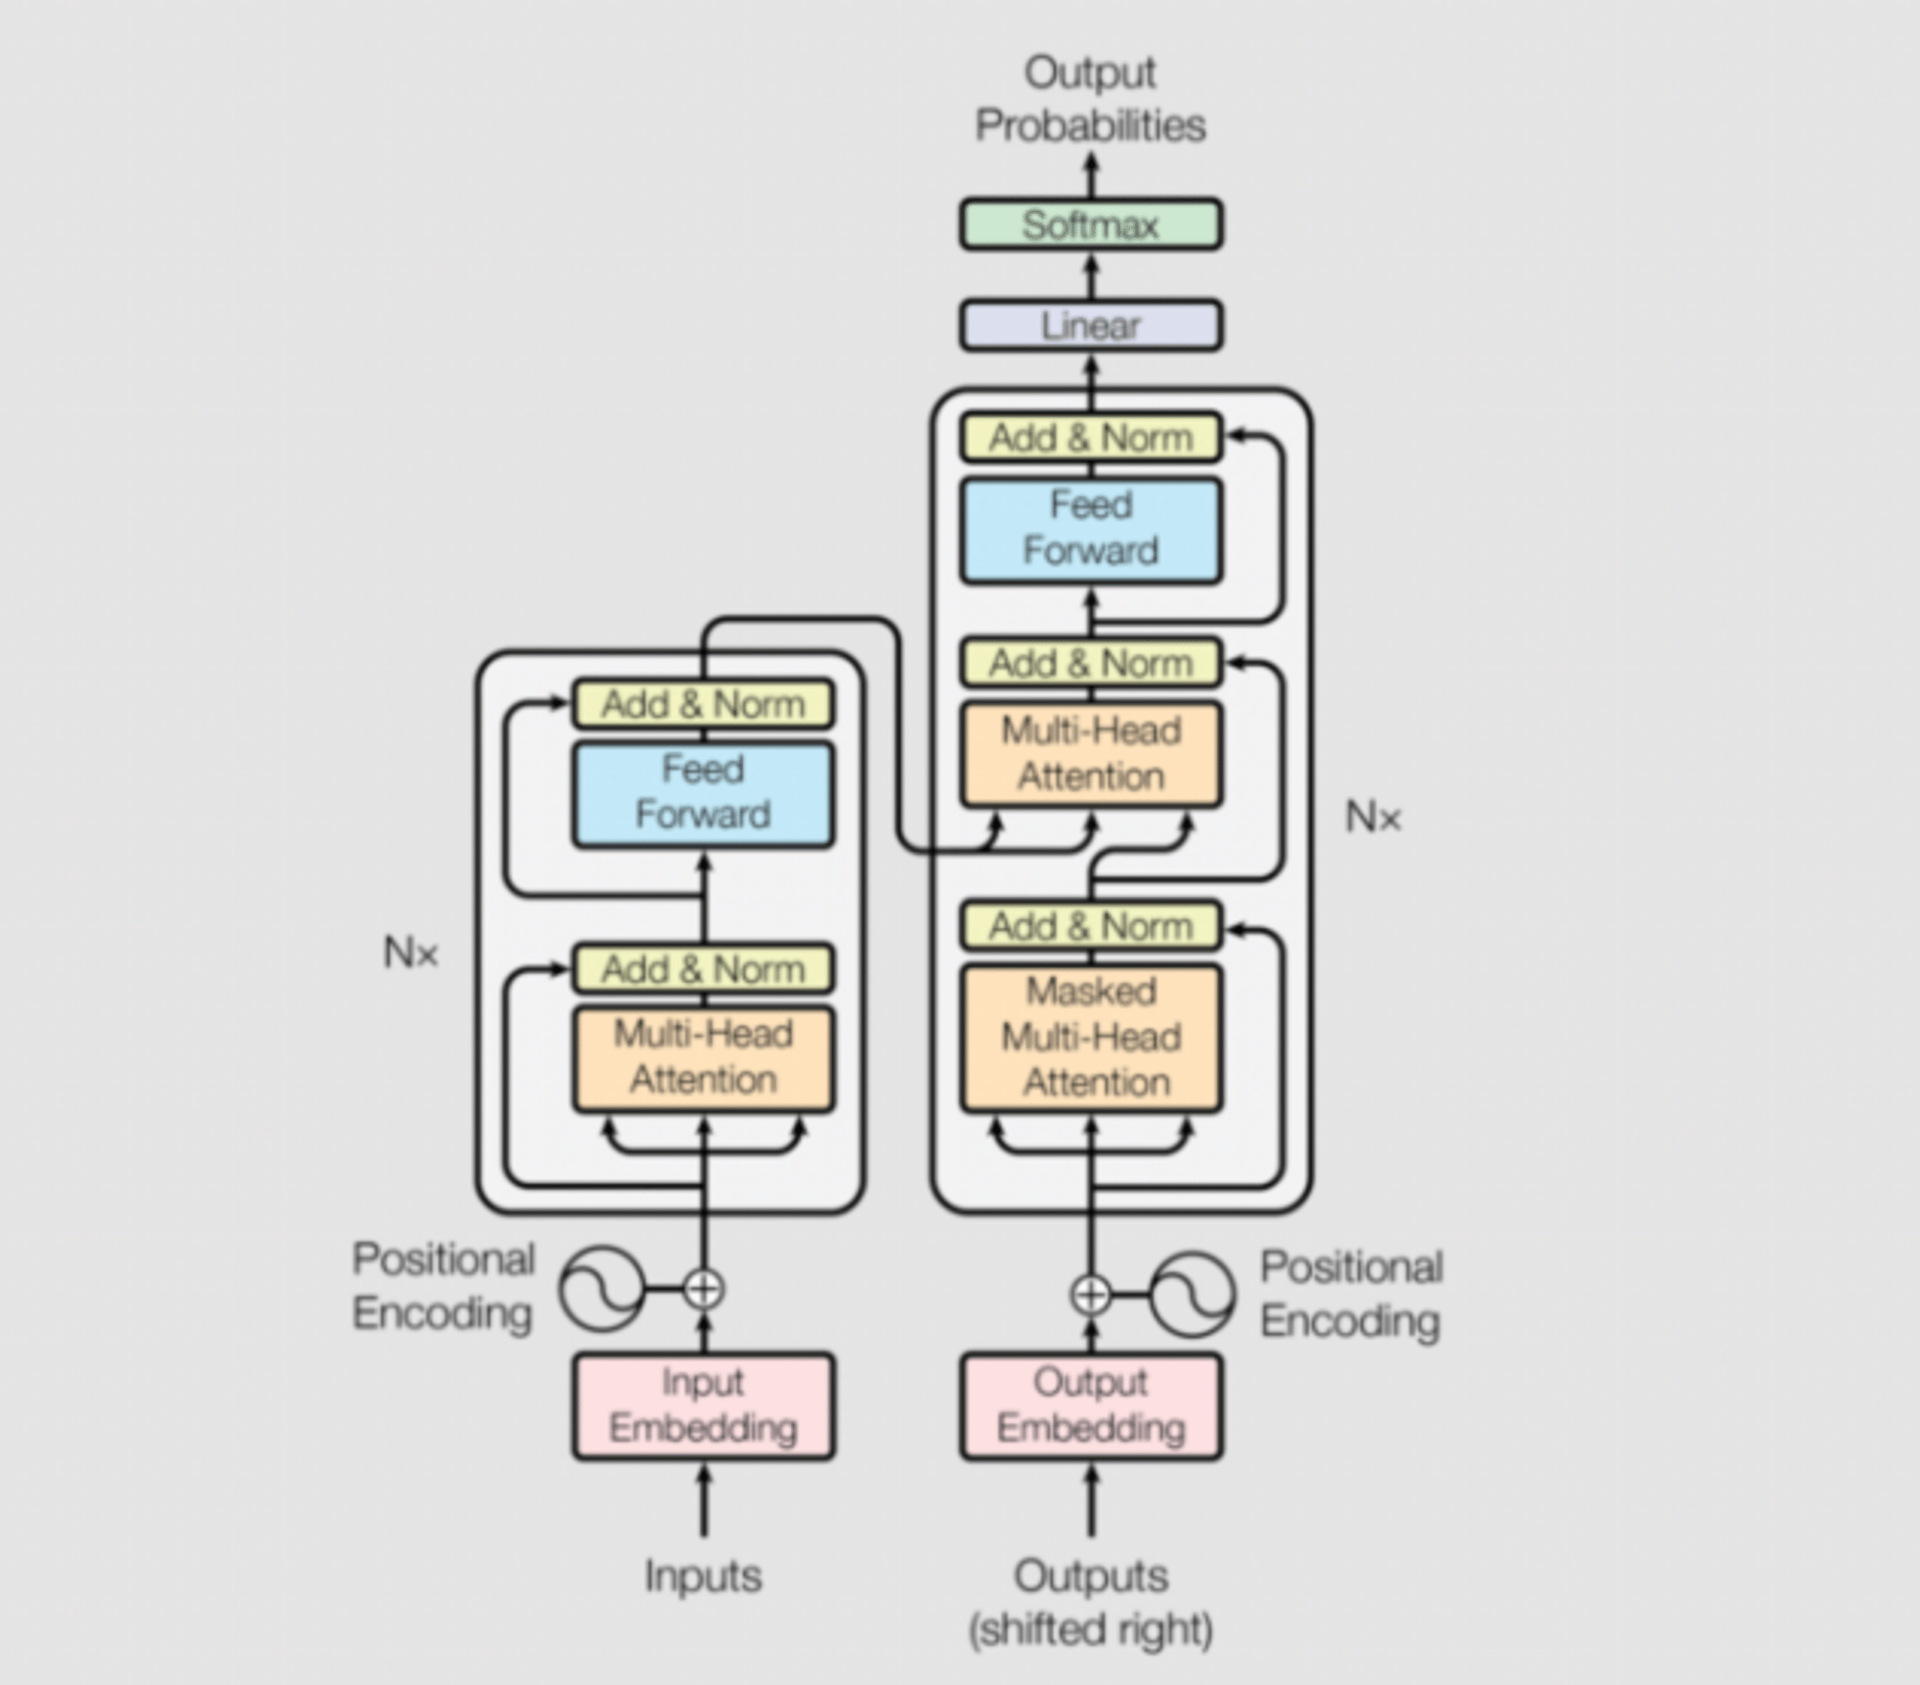 Output
Probabilities
Softmax
Linear
Add & Norm
Feed
Forward
Add & Norm
Multi-Head
Attention
Nx
Add & Norm
Masked
Multi-Head
Attention
Add & Norm
Feed
Forward
Nx
Add & Norm
Multi-Head
Attention
Positional
Encoding
Positional
Encoding
Input
Embedding
Output
Embedding
Inputs
Outputs
(shifted right)